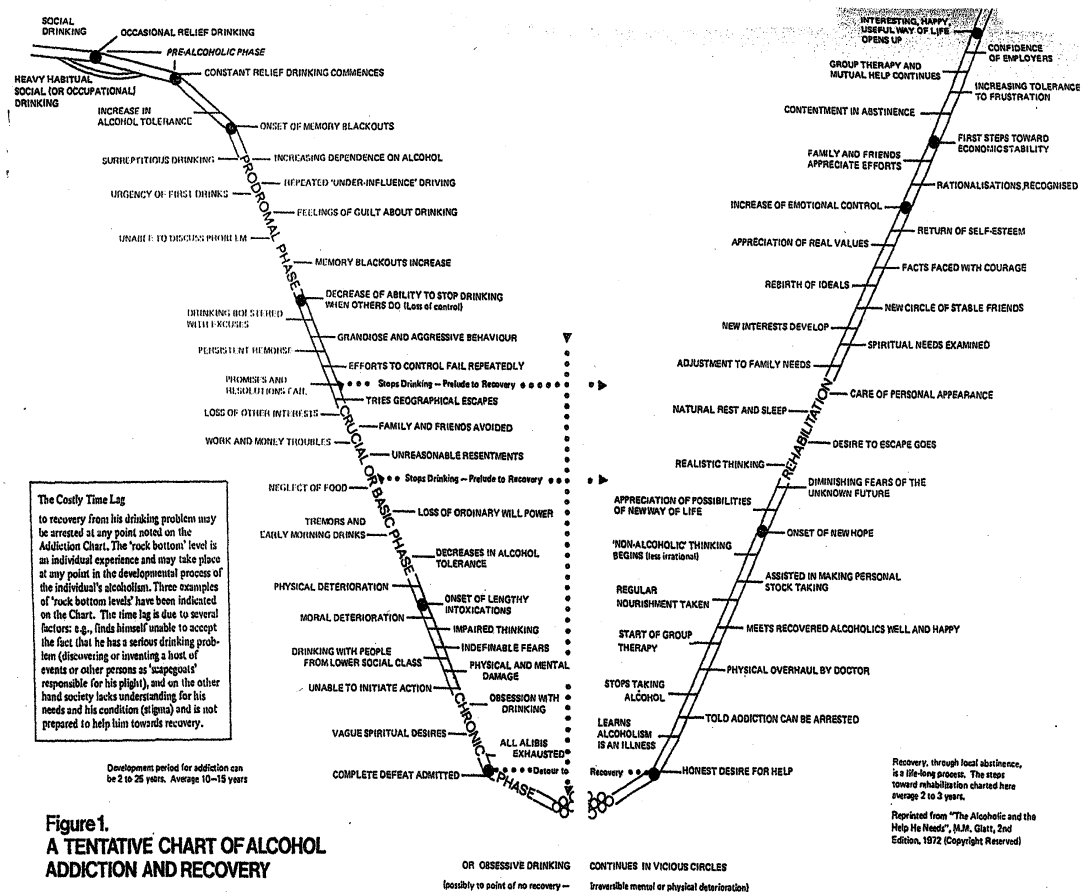 SOCIAL
DRINKING
OCCASIONAL RELIEF DRINKING
PRE-ALCOHOLIC PHASE
CONSTANT RELIEF DRINKING COMMENCES
HEAVY HABITUAL
SOCIAL (OR OCCUPATIONAL)
DRINKING
INCREASE IN
ALCOHOL TOLERANCE
ONSET OF MEMORY BLACKOUTS
SURREPTITIOUS DRINKING
INCREASING DEPENDENCE ON ALCOHOL
PRODROMAL PHASE
REPEATED 'UNDER-INFLUENCE' DRIVING
URGENCY OF FIRST DRINKS
FEELINGS OF GUILT ABOUT DRINKING
UNABLE TO DISCUSS PROBLEM
MEMORY BLACKOUTS INCREASE
DECREASE OF ABILITY TO STOP DRINKING
WHEN OTHERS DO (Loss of control)
DRINKING BOLSTERED
WITH EXCUSES
GRANDIOSE AND AGGRESSIVE BEHAVIOUR
PERSISTENT REMORSE
EFFORTS TO CONTROL FAIL REPEATEDLY
PROMISES AND
RESOLUTIONS FAIL
Stops Drinking – Prelude to Recovery
TRIES GEOGRAPHICAL ESCAPES
LOSS OF OTHER INTERESTS
CRUCIAL OR BASIC PHASE
FAMILY AND FRIENDS AVOIDED
WORK AND MONEY TROUBLES
UNREASONABLE RESENTMENTS
Stops Drinking – Prelude to Recovery
NEGLECT OF FOOD
LOSS OF ORDINARY WILL POWER
TREMORS AND
EARLY MORNING DRINKS
DECREASES IN ALCOHOL
TOLERANCE
PHYSICAL DETERIORATION
ONSET OF LENGTHY
INTOXICATIONS
MORAL DETERIORATION
IMPAIRED THINKING
INDEFINABLE FEARS
DRINKING WITH PEOPLE
FROM LOWER SOCIAL CLASS
PHYSICAL AND MENTAL
DAMAGE
UNABLE TO INITIATE ACTION
OBSESSION WITH
DRINKING
CHRONIC PHASE
VAGUE SPIRITUAL DESIRES
ALL ALIBIS
EXHAUSTED
COMPLETE DEFEAT ADMITTED
Detour to
Recovery
INTERESTING, HAPPY,
USEFUL WAY OF LIFE
OPENS UP
CONFIDENCE
OF EMPLOYERS
GROUP THERAPY AND
MUTUAL HELP CONTINUES
INCREASING TOLERANCE
TO FRUSTRATION
CONTENTMENT IN ABSTINENCE
FIRST STEPS TOWARD
ECONOMIC STABILITY
FAMILY AND FRIENDS
APPRECIATE EFFORTS
RATIONALISATIONS RECOGNISED
INCREASE OF EMOTIONAL CONTROL
RETURN OF SELF-ESTEEM
APPRECIATION OF REAL VALUES
FACTS FACED WITH COURAGE
REBIRTH OF IDEALS
NEW CIRCLE OF STABLE FRIENDS
NEW INTERESTS DEVELOP
SPIRITUAL NEEDS EXAMINED
ADJUSTMENT TO FAMILY NEEDS
REHABILITATION
CARE OF PERSONAL APPEARANCE
NATURAL REST AND SLEEP
DESIRE TO ESCAPE GOES
REALISTIC THINKING
DIMINISHING FEARS OF THE
UNKNOWN FUTURE
APPRECIATION OF POSSIBILITIES
OF NEW WAY OF LIFE
ONSET OF NEW HOPE
'NON-ALCOHOLIC' THINKING
BEGINS (less irrational)
ASSISTED IN MAKING PERSONAL
STOCK TAKING
REGULAR
NOURISHMENT TAKEN
MEETS RECOVERED ALCOHOLICS WELL AND HAPPY
START OF GROUP
THERAPY
PHYSICAL OVERHAUL BY DOCTOR
STOPS TAKING
ALCOHOL
TOLD ADDICTION CAN BE ARRESTED
LEARNS
ALCOHOLISM
IS AN ILLNESS
HONEST DESIRE FOR HELP
The Costly Time Lag
to recovery from his drinking problem may
be arrested at any point noted on the
Addiction Chart. The 'rock bottom' level is
an individual experience and may take place
at any point in the developmental process of
the individual's alcoholism. Three examples
of 'rock bottom levels' have been indicated
on the Chart. The time lag is due to several
factors: e.g., finds himself unable to accept
the fact that he has a serious drinking prob-
lem (discovering or inventing a host of
events or other persons as 'scapegoats'
responsible for his plight), and on the other
hand society lacks understanding for his
needs and his condition (stigma) and is not
prepared to help him towards recovery.
Development period for addiction can
be 2 to 25 years. Average 10–15 years
Recovery, through local abstinence,
is a life-long process. The steps
toward rehabilitation charted here
average 2 to 3 years.
Reprinted from "The Alcoholic and the
Help He Needs", M.M. Glatt, 2nd
Edition, 1972 (Copyright Reserved)
Figure 1.
A TENTATIVE CHART OF ALCOHOL
ADDICTION AND RECOVERY
OR OBSESSIVE DRINKING CONTINUES IN VICIOUS CIRCLES
(possibly to point of no recovery – irreversible mental or physical deterioration)